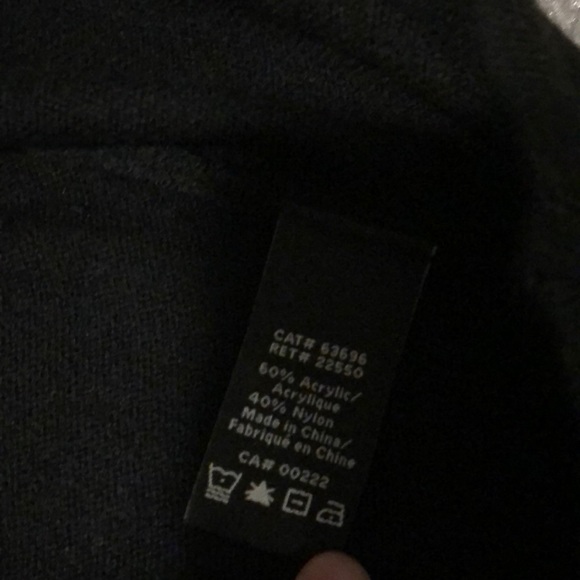 CAT# 63696
RET# 22550
60% Acrylic/
Acrylique
40% Nylon
Made in China/
Fabriqué en Chine
CA# 00222